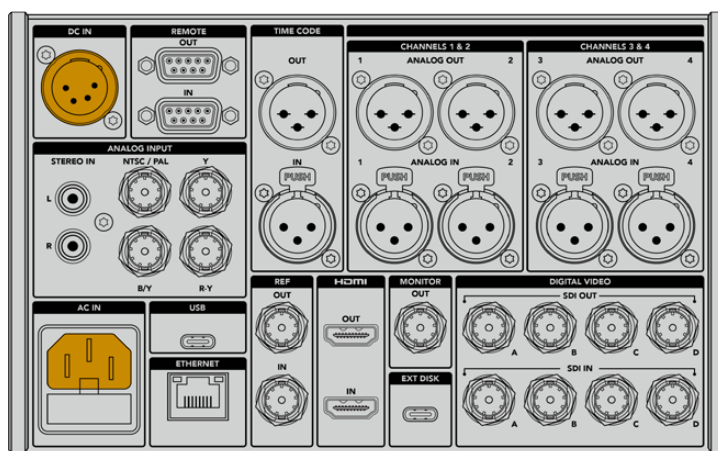 DC IN
REMOTE
OUT
IN
TIME CODE
OUT
IN
CHANNELS 1 & 2
1 ANALOG OUT 2
1 ANALOG IN 2
PUSH PUSH
CHANNELS 3 & 4
3 ANALOG OUT 4
3 ANALOG IN 4
PUSH PUSH
PUSH
ANALOG INPUT
STEREO IN NTSC / PAL Y
L
R
B/Y R-Y
AC IN
USB
ETHERNET
REF
OUT
IN
HDMI
OUT
IN
MONITOR
OUT
EXT DISK
DIGITAL VIDEO
SDI OUT
A B C D
SDI IN
A B C D